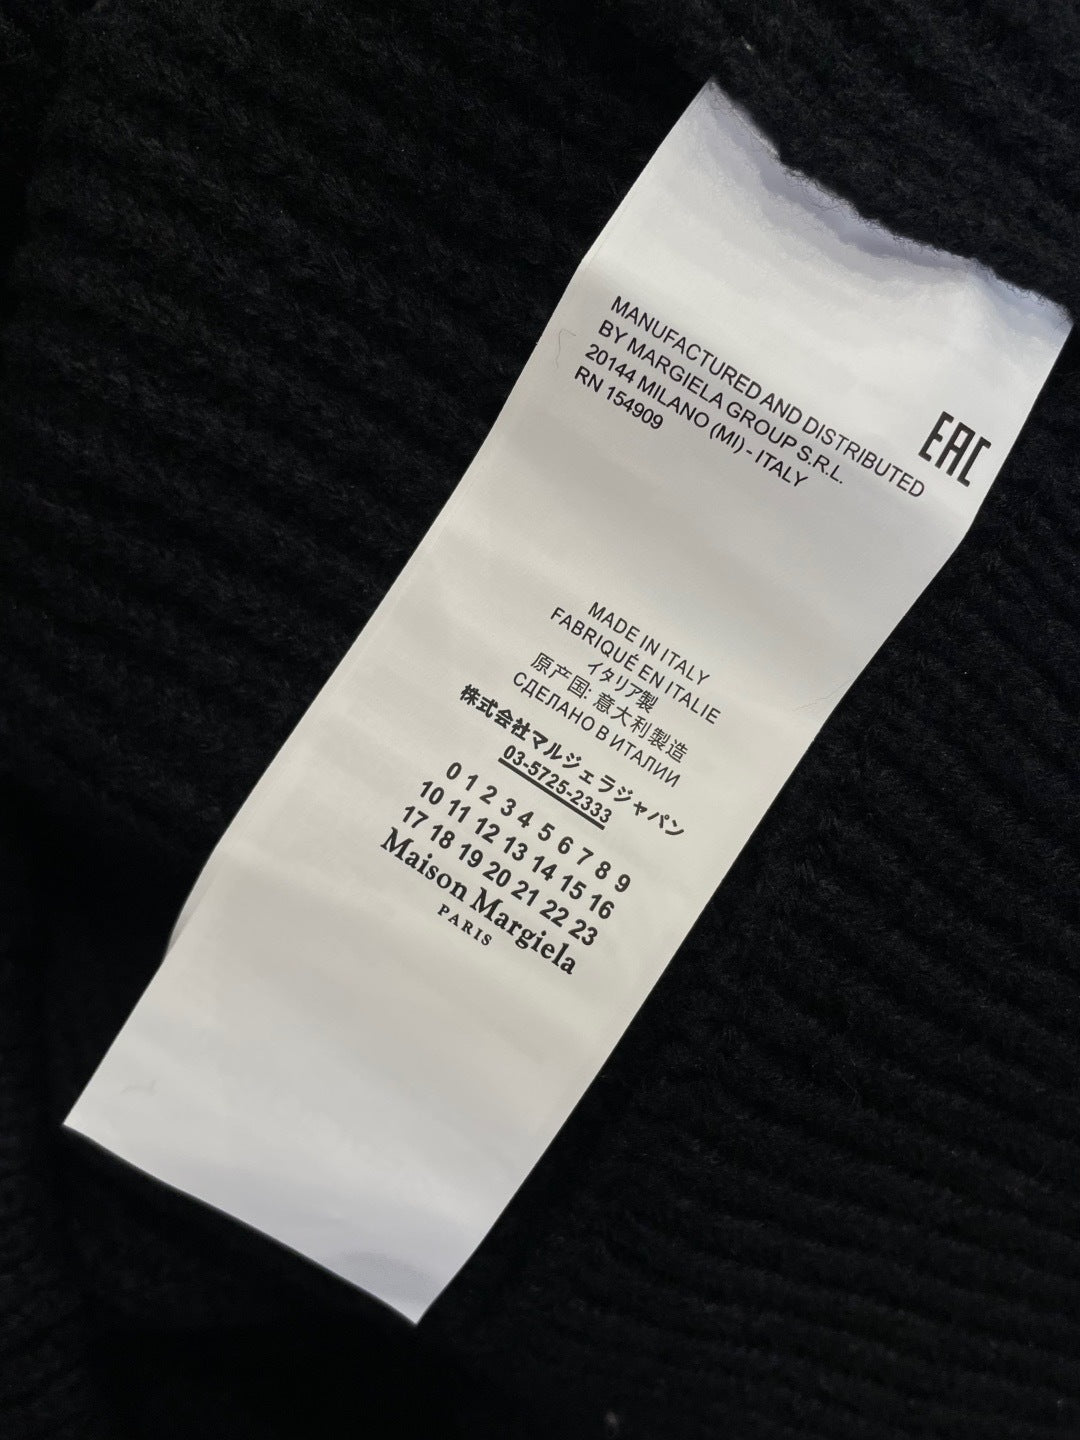 MANUFACTURED AND DISTRIBUTED
BY MARGIELA GROUP S.R.L.
20144 MILANO (MI) - ITALY
RN 154909
EAC
MADE IN ITALY
FABRIQUÉ EN ITALIE
イタリア製
原产国: 意大利製造
СДЕЛАНО В ИТАЛИИ
株式会社マルジェラジャパン
03-5725-2333
0 1 2 3 4 5 6 7 8 9
10 11 12 13 14 15 16
17 18 19 20 21 22 23
Maison Margiela
PARIS